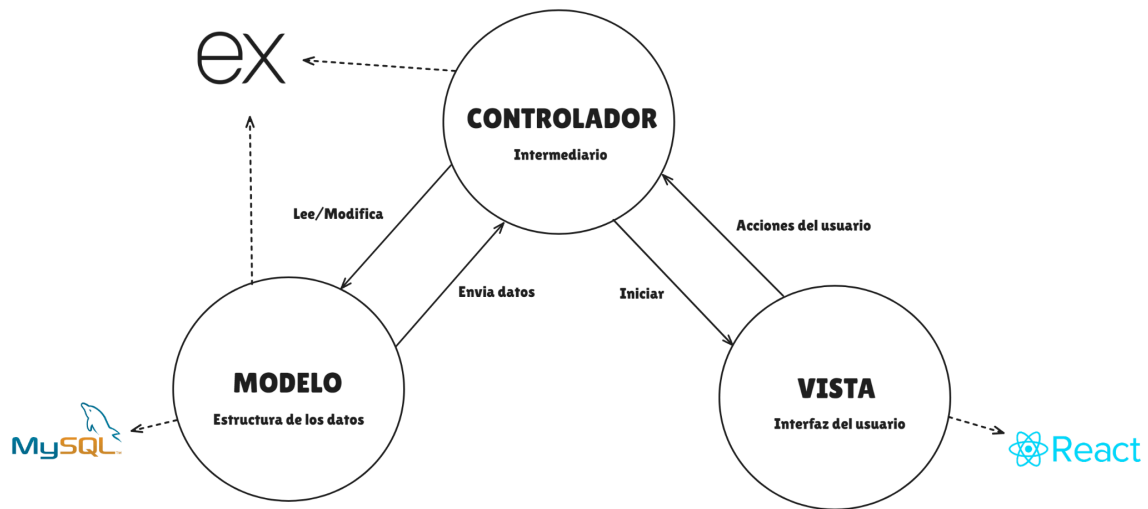 ex
CONTROLADOR
Intermediario
Lee/Modifica
Acciones del usuario
Envia datos
Iniciar
MODELO
Estructura de los datos
VISTA
Interfaz del usuario
MySQL™
React